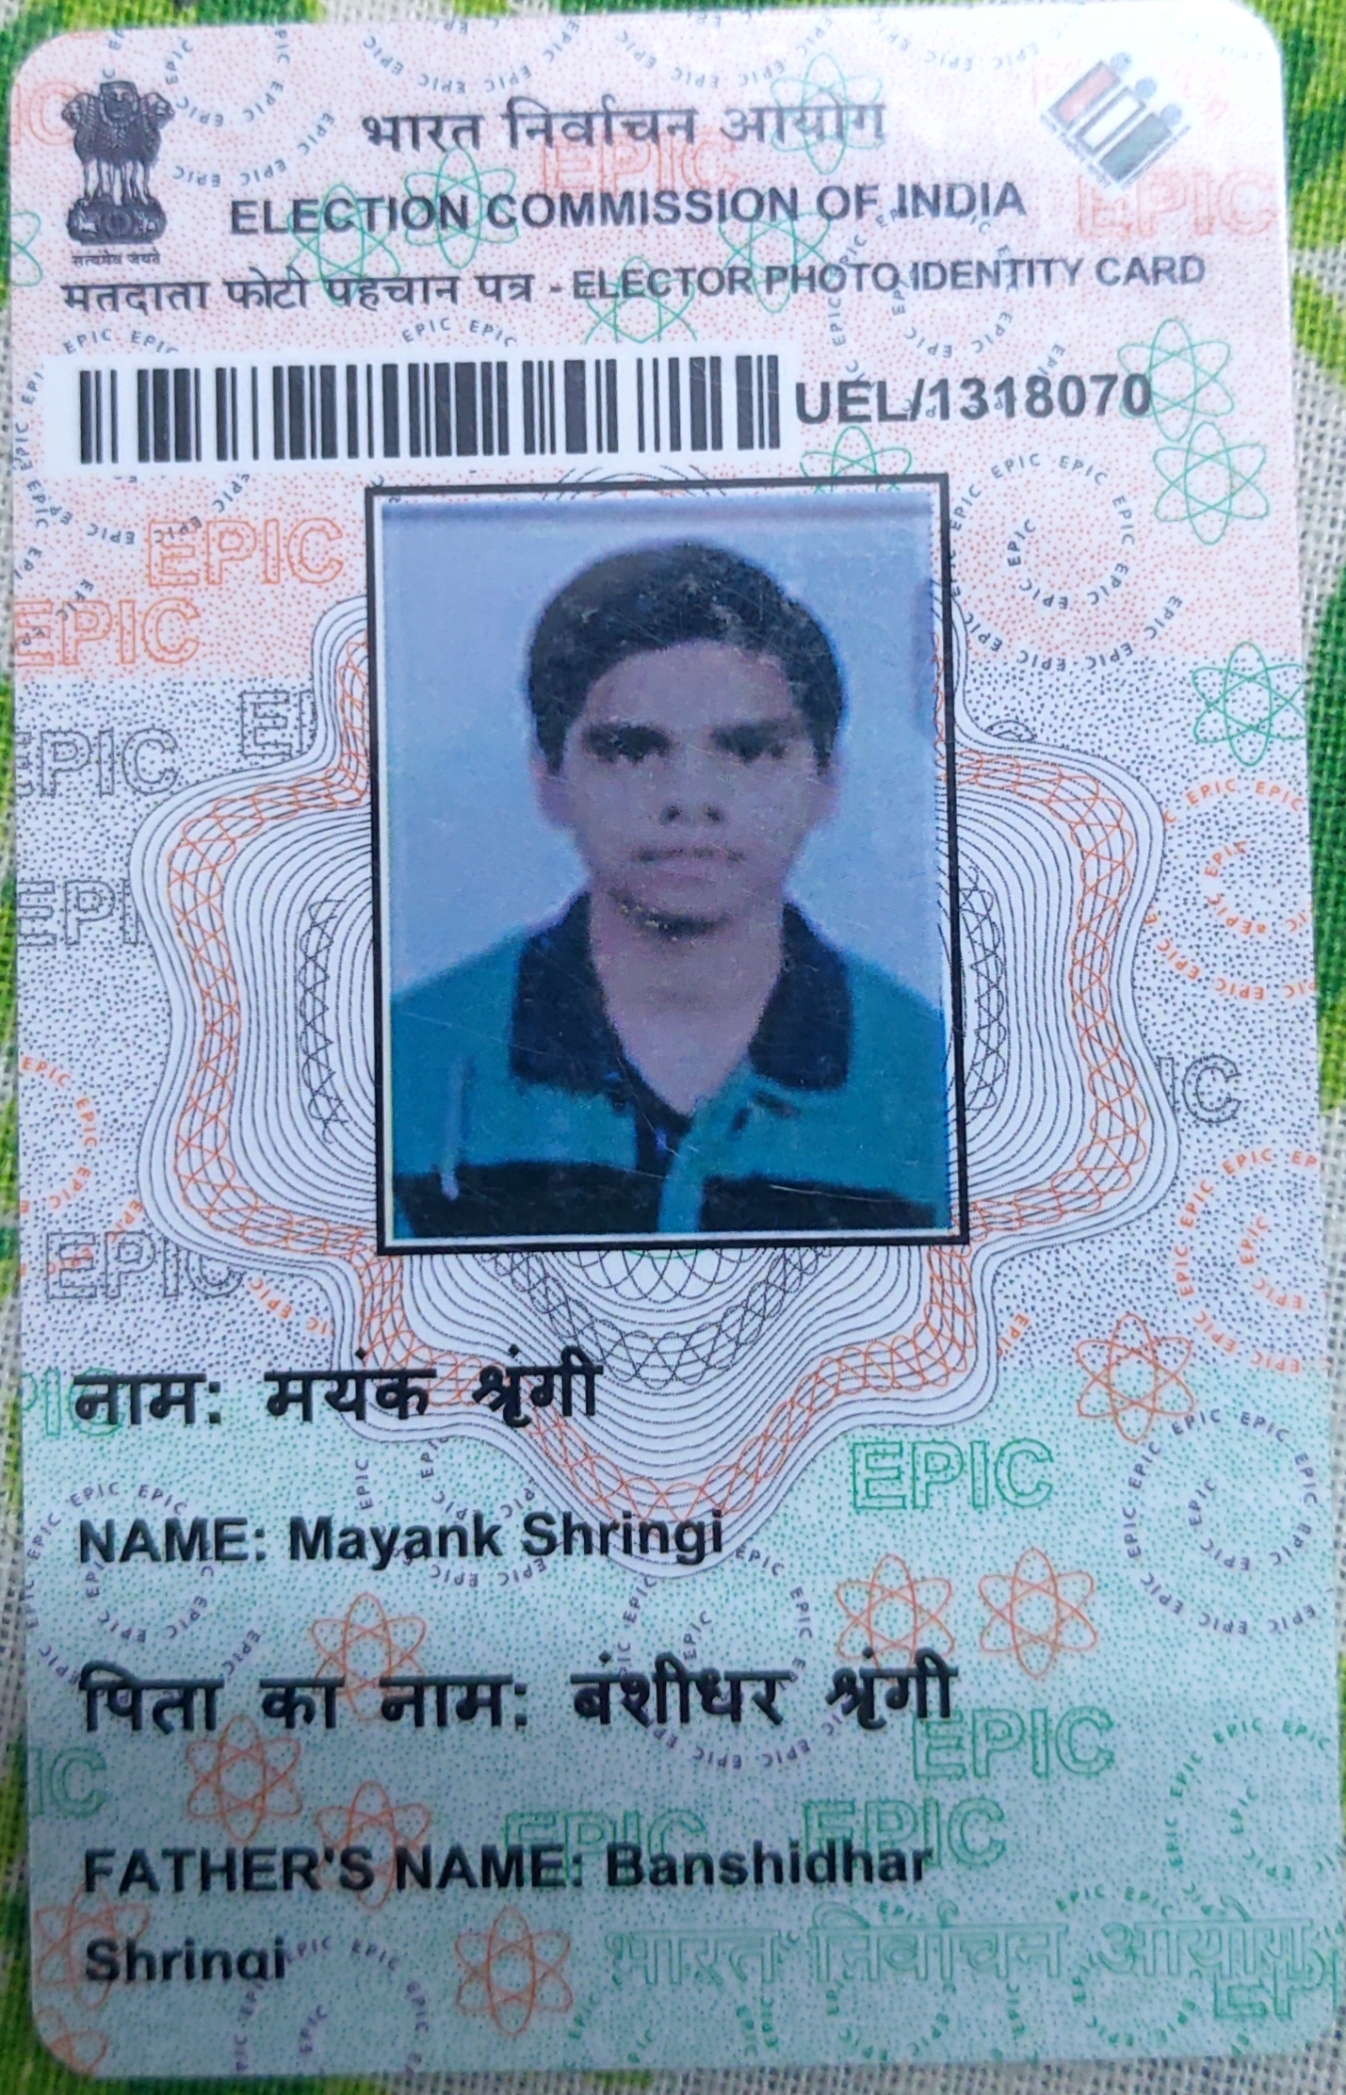 भारत निर्वाचन आयोग
ELECTION COMMISSION OF INDIA
सत्यमेव जयते
मतदाता फोटो पहचान पत्र - ELECTOR PHOTO IDENTITY CARD
UEL/1318070
नाम: मयंक श्रृंगी
NAME: Mayank Shringi
पिता का नाम: बंशीधर श्रृंगी
FATHER'S NAME: Banshidhar
Shringi
भारत निर्वाचन आयोग